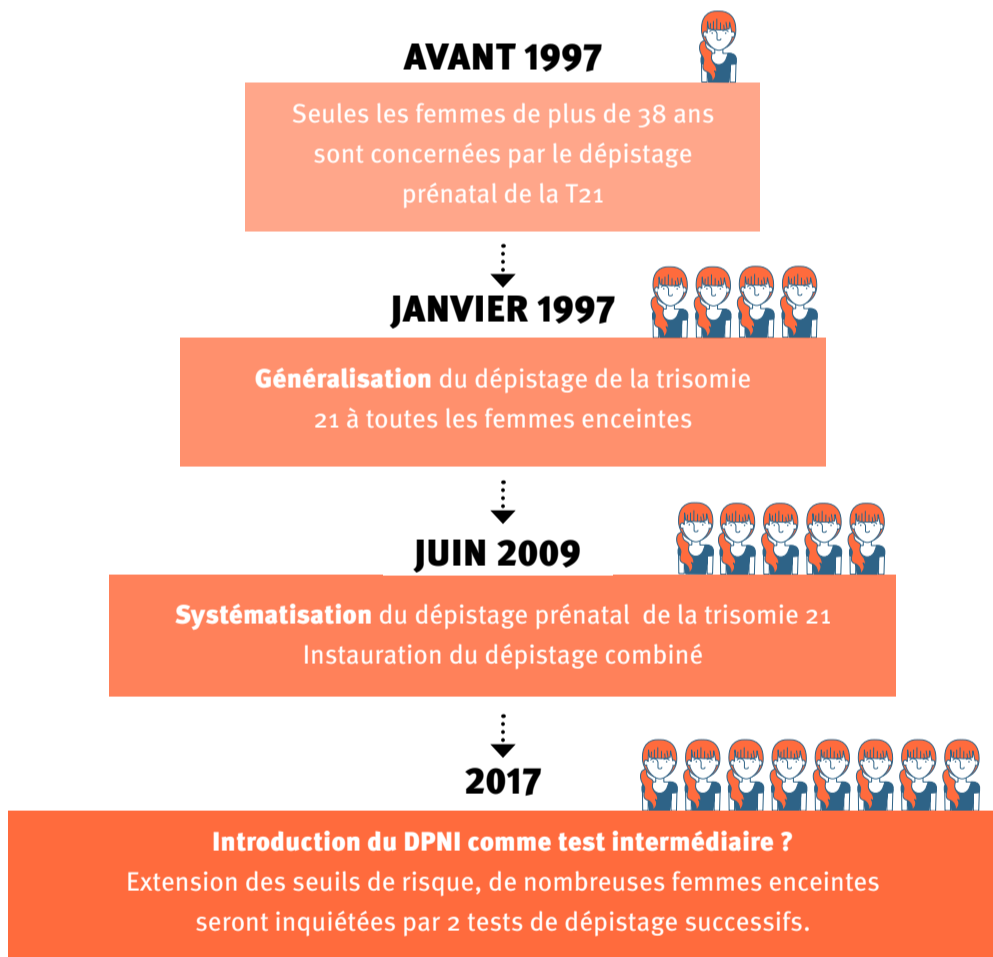 AVANT 1997
Seules les femmes de plus de 38 ans
sont concernées par le dépistage
prénatal de la T21
JANVIER 1997
Généralisation du dépistage de la trisomie
21 à toutes les femmes enceintes
JUIN 2009
Systématisation du dépistage prénatal de la trisomie 21
Instauration du dépistage combiné
2017
Introduction du DPNI comme test intermédiaire ?
Extension des seuils de risque, de nombreuses femmes enceintes
seront inquiétées par 2 tests de dépistage successifs.